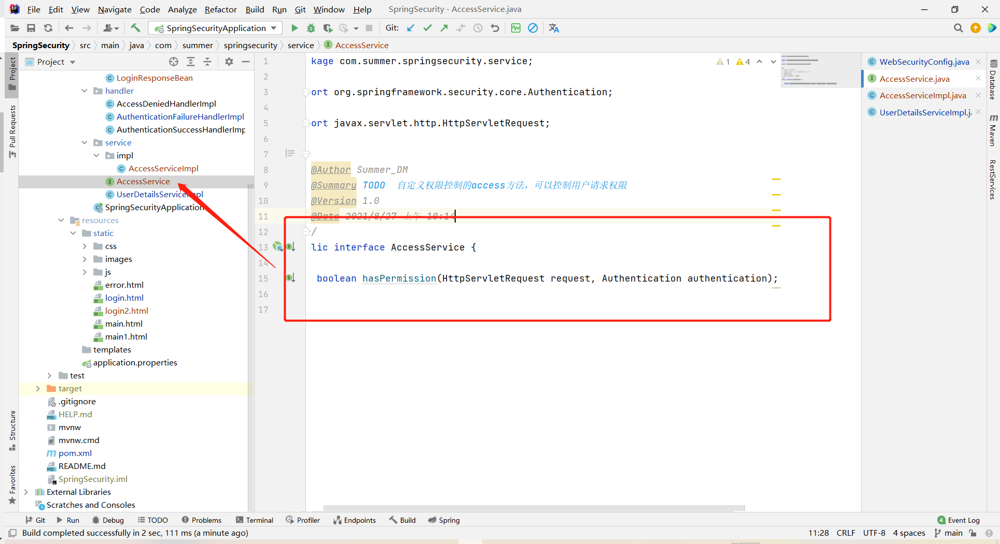 File Edit View Navigate Code Analyze Refactor Build Run Git Window Help SpringSecurity - AccessService.java
SpringSecurityApplication Git:
SpringSecurity src main java com summer springsecurity service AccessService
Project
LoginResponseBean
handler
AccessDeniedHandlerImpl
AuthenticationFailureHandlerImpl
AuthenticationSuccessHandlerImp
service
impl
AccessServiceImpl
AccessService
UserDetailsServiceImpl
SpringSecurityApplication
resources
static
css
images
js
error.html
login.html
login2.html
main.html
main1.html
templates
application.properties
test
target
.gitignore
HELP.md
mvnw
mvnw.cmd
pom.xml
README.md
SpringSecurity.iml
External Libraries
Scratches and Consoles
Project
Pull Requests
Structure
Favorites
1 kage com.summer.springsecurity.service;
2
3 ort org.springframework.security.core.Authentication;
4
5 ort javax.servlet.http.HttpServletRequest;
6
7
8 @Author Summer_DM
9 @Summary TODO 自定义权限控制的access方法，可以控制用户请求权限
10 @Version 1.0
11 @Date 2021/8/27 上午 10:14
12 /
13 lic interface AccessService {
14
15 boolean hasPermission(HttpServletRequest request, Authentication authentication);
16
17
1 4
WebSecurityConfig.java
AccessService.java
AccessServiceImpl.java
UserDetailsServiceImpl.j
Database
Maven
RestServices
Git Run Debug TODO Problems Terminal Profiler Endpoints Build Spring 4 Event Log
Build completed successfully in 2 sec, 111 ms (a minute ago) 11:28 CRLF UTF-8 4 spaces main